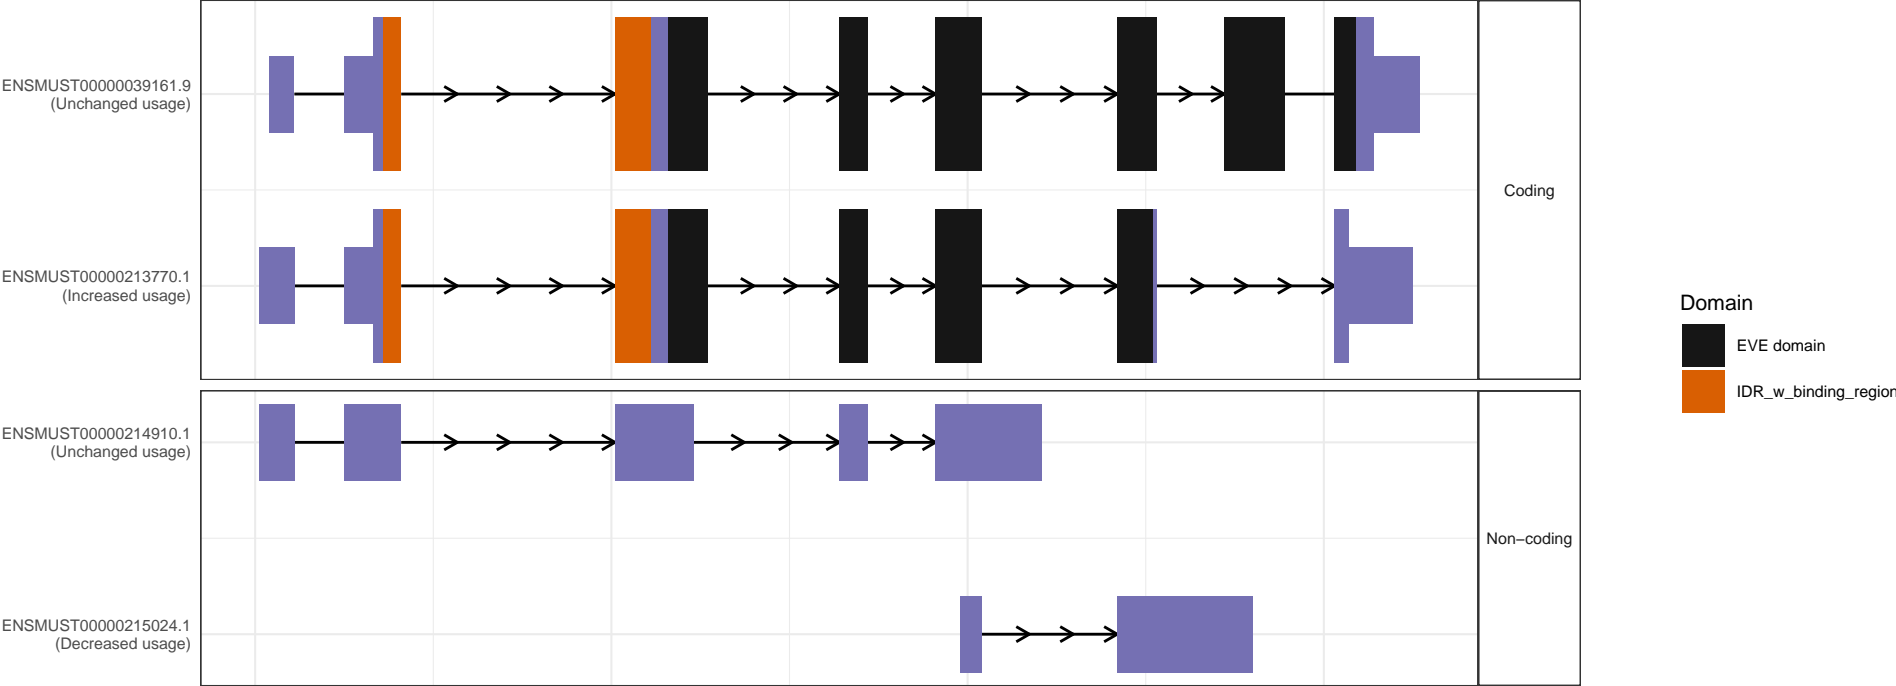 ENSMUST00000039161.9
(Unchanged usage)
Coding
ENSMUST00000213770.1
(Increased usage)
Domain
EVE domain
IDR_w_binding_region
ENSMUST00000214910.1
(Unchanged usage)
Non−coding
ENSMUST00000215024.1
(Decreased usage)